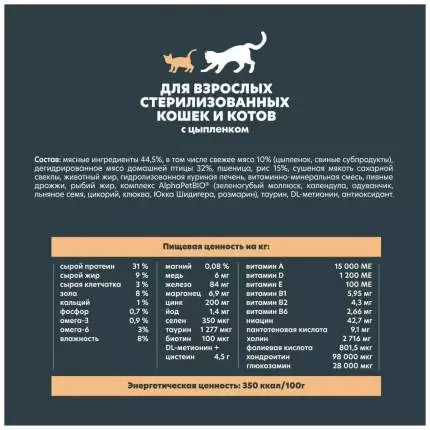 ДЛЯ ВЗРОСЛЫХ
СТЕРИЛИЗОВАННЫХ
КОШЕК И КОТОВ
с цыпленком
Состав: мясные ингредиенты 44,5%, в том числе свежее мясо 10% (цыпленок, свиные субпродукты),
дегидрированное мясо домашней птицы 32%, пшеница, рис 15%, сушеная мякоть сахарной
свеклы, животный жир, гидролизованная куриная печень, витаминно-минеральная смесь, пивные
дрожжи, рыбий жир, комплекс AlphaPetBIO® (зеленогубый моллюск, календула, одуванчик,
льняное семя, цикорий, клюква, Юкка Шидигера, розмарин), таурин, DL-метионин, антиоксидант.
Пищевая ценность на кг:
сырой протеин 31 %
сырой жир 9 %
сырая клетчатка 3 %
зола 8 %
кальций 1 %
фосфор 0,7 %
омега-3 0,9 %
омега-6 3%
влажность 8%
магний 0,08 %
медь 6 мг
железо 84 мг
марганец 6,9 мг
цинк 200 мг
йод 1,4 мг
селен 350 мкг
таурин 1 277 мкг
биотин 100 мкг
DL-метионин +
цистеин 4,5 г
витамин А 15 000 МЕ
витамин D 1 200 МЕ
витамин Е 100 МЕ
витамин В1 5,95 мг
витамин В2 4,3 мг
витамин В6 2,66 мг
ниацин 42,7 мг
пантотеновая кислота 9,1 мг
холин 2 716 мг
фолиевая кислота 801,5 мкг
хондроитин 98 000 мкг
глюкозамин 28 000 мкг
Энергетическая ценность: 350 ккал/100г